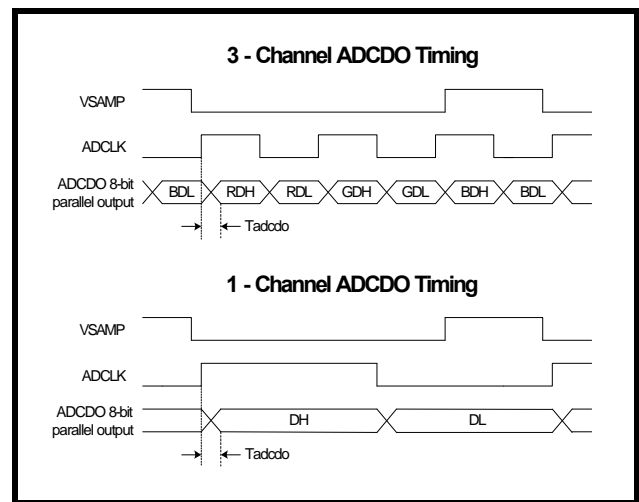 3 - Channel ADCDO Timing
VSAMP
ADCLK
ADCDO 8-bit
parallel output
BDL RDH RDL GDH GDL BDH BDL
Tadcdo
1 - Channel ADCDO Timing
VSAMP
ADCLK
ADCDO 8-bit
parallel output
DH DL
Tadcdo